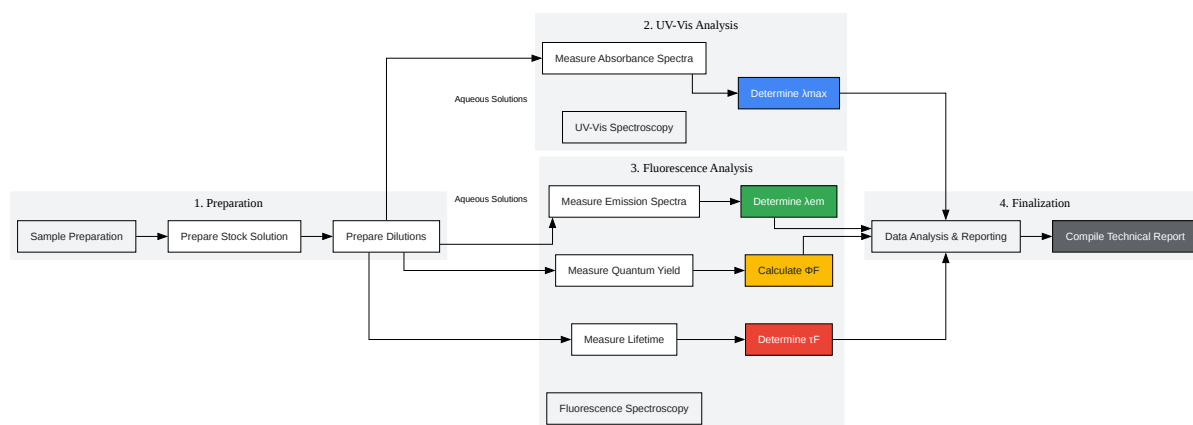 2. UV-Vis Analysis
Measure Absorbance Spectra
Determine λmax
Aqueous Solutions
UV-Vis Spectroscopy
3. Fluorescence Analysis
1. Preparation
Aqueous Solutions
Measure Emission Spectra
Determine λem
4. Finalization
Sample Preparation
Prepare Stock Solution
Prepare Dilutions
Data Analysis & Reporting
Compile Technical Report
Measure Quantum Yield
Calculate ΦF
Measure Lifetime
Determine τF
Fluorescence Spectroscopy